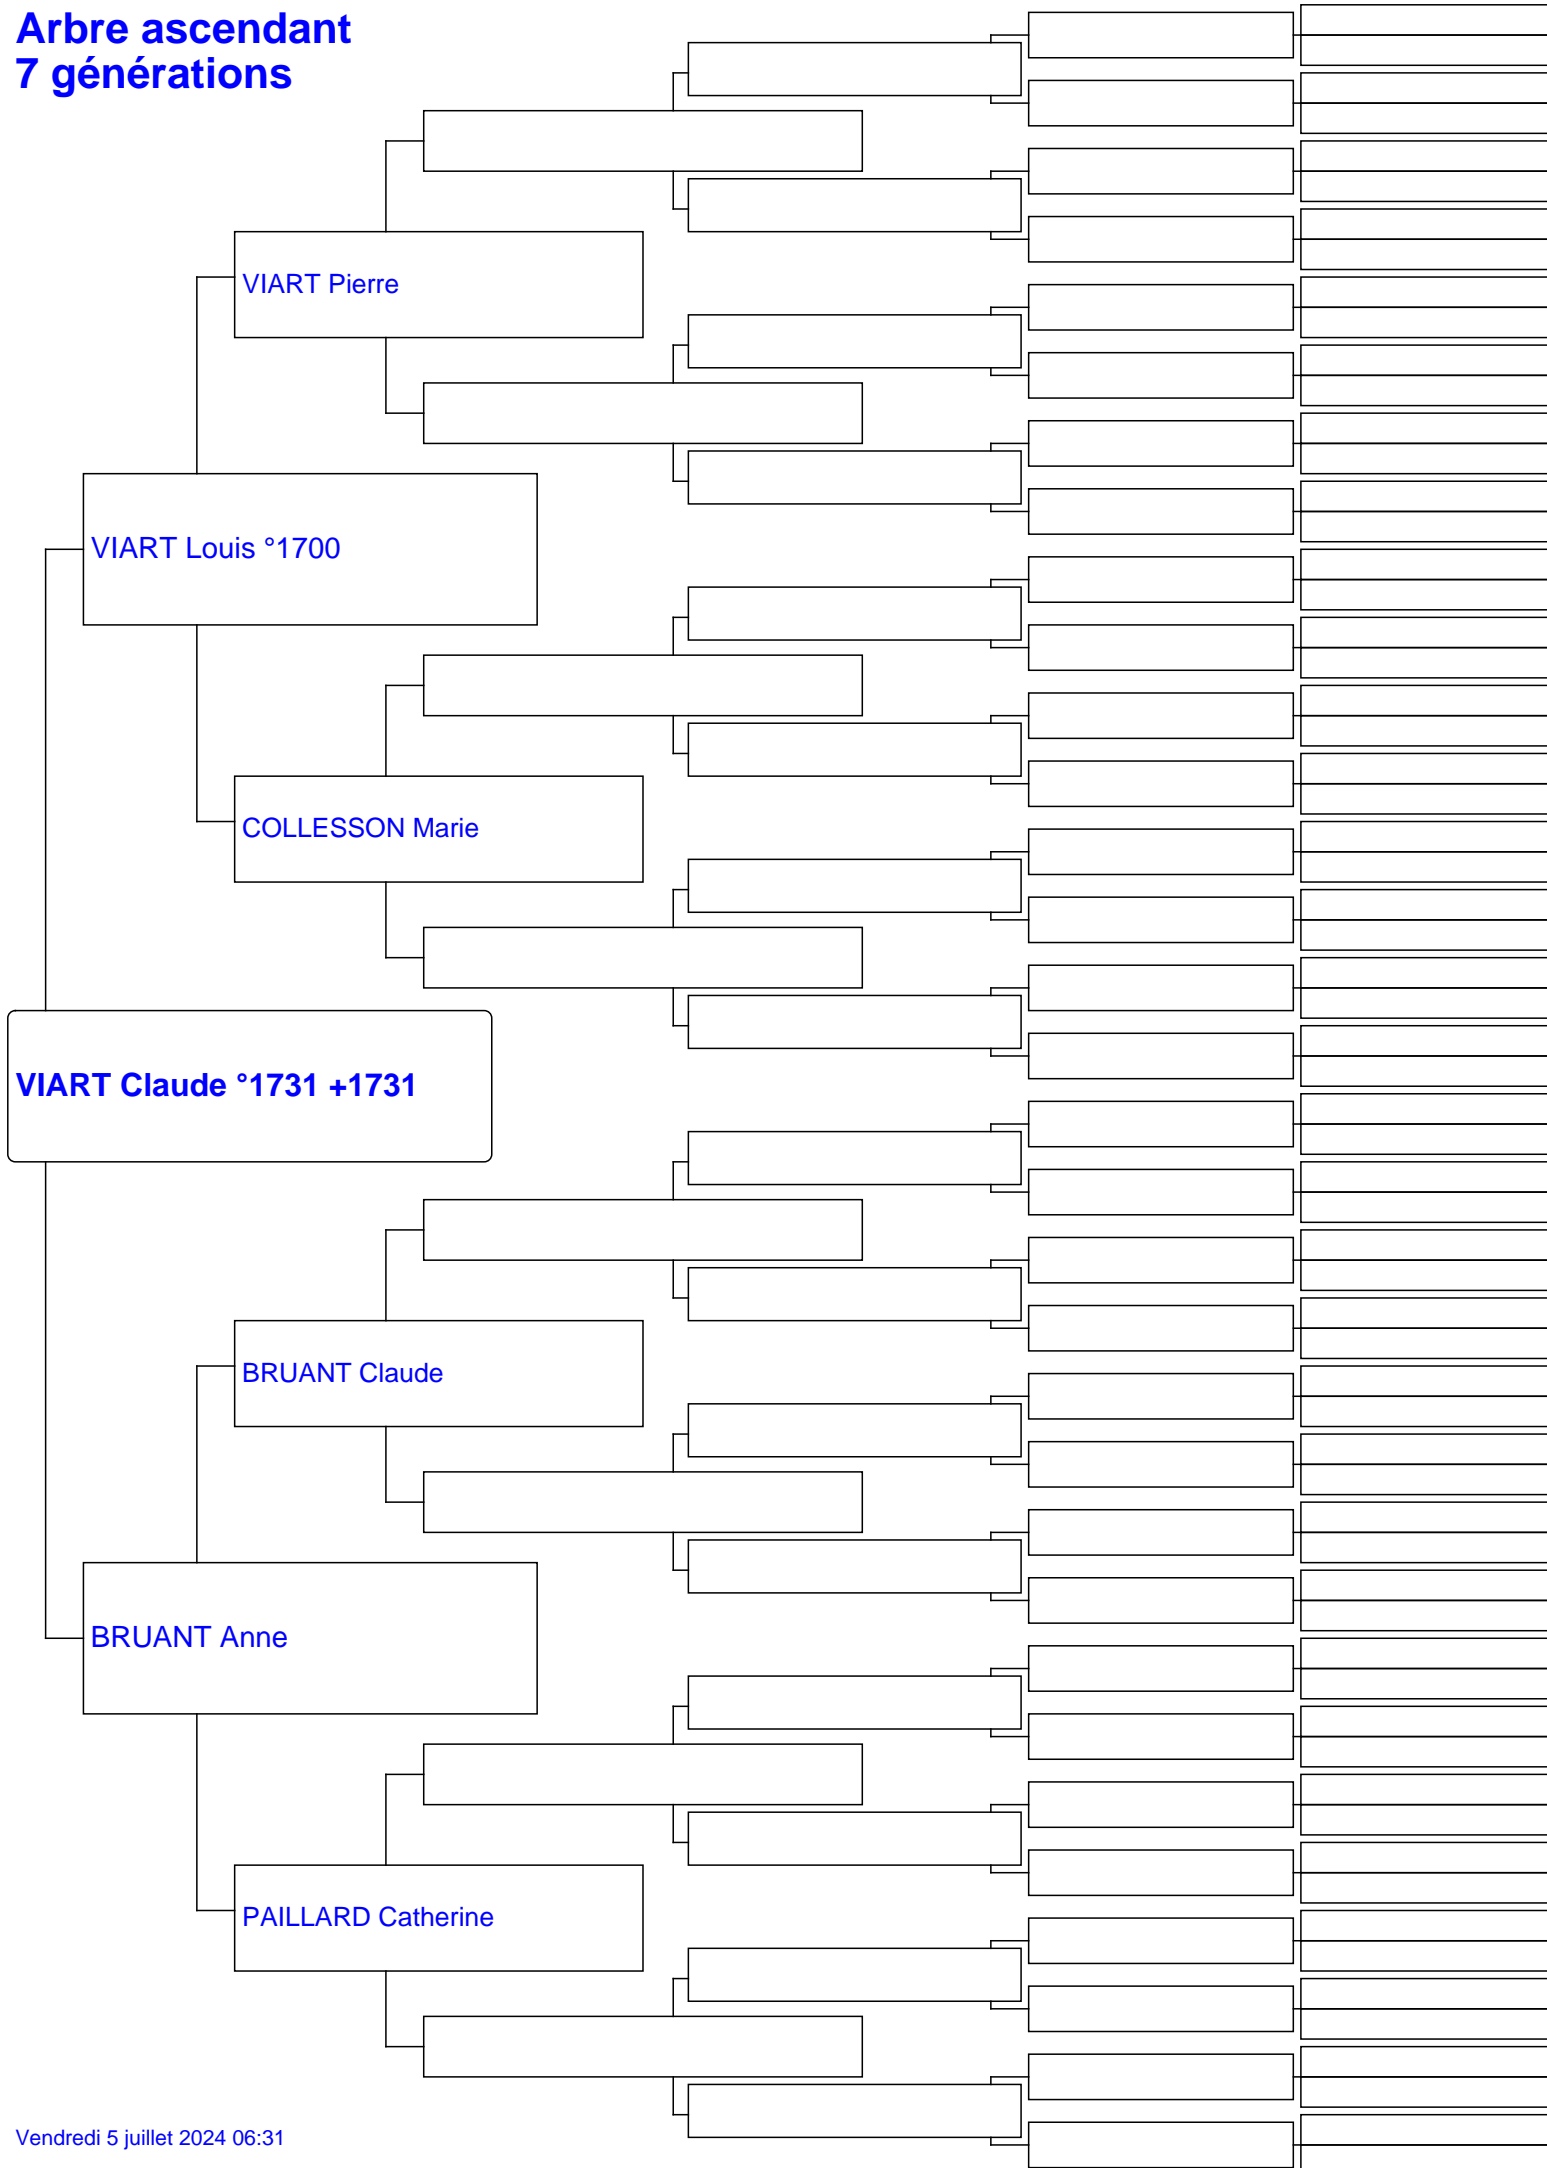 Arbre ascendant
7 générations
VIART Pierre
VIART Louis °1700
COLLESSON Marie
VIART Claude °1731 +1731
BRUANT Claude
BRUANT Anne
PAILLARD Catherine
Vendredi 5 juillet 2024 06:31